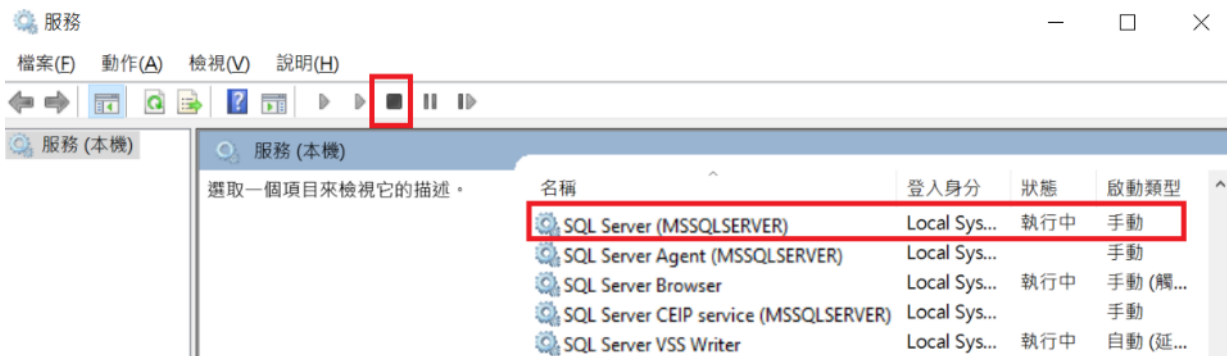 服務
檔案(F) 動作(A) 檢視(V) 說明(H)
服務 (本機)
服務 (本機)
選取一個項目來檢視它的描述。
名稱 登入身分 狀態 啟動類型
SQL Server (MSSQLSERVER) Local Sys... 執行中 手動
SQL Server Agent (MSSQLSERVER) Local Sys... 手動
SQL Server Browser Local Sys... 執行中 手動 (觸...
SQL Server CEIP service (MSSQLSERVER) Local Sys... 手動
SQL Server VSS Writer Local Sys... 執行中 自動 (延...